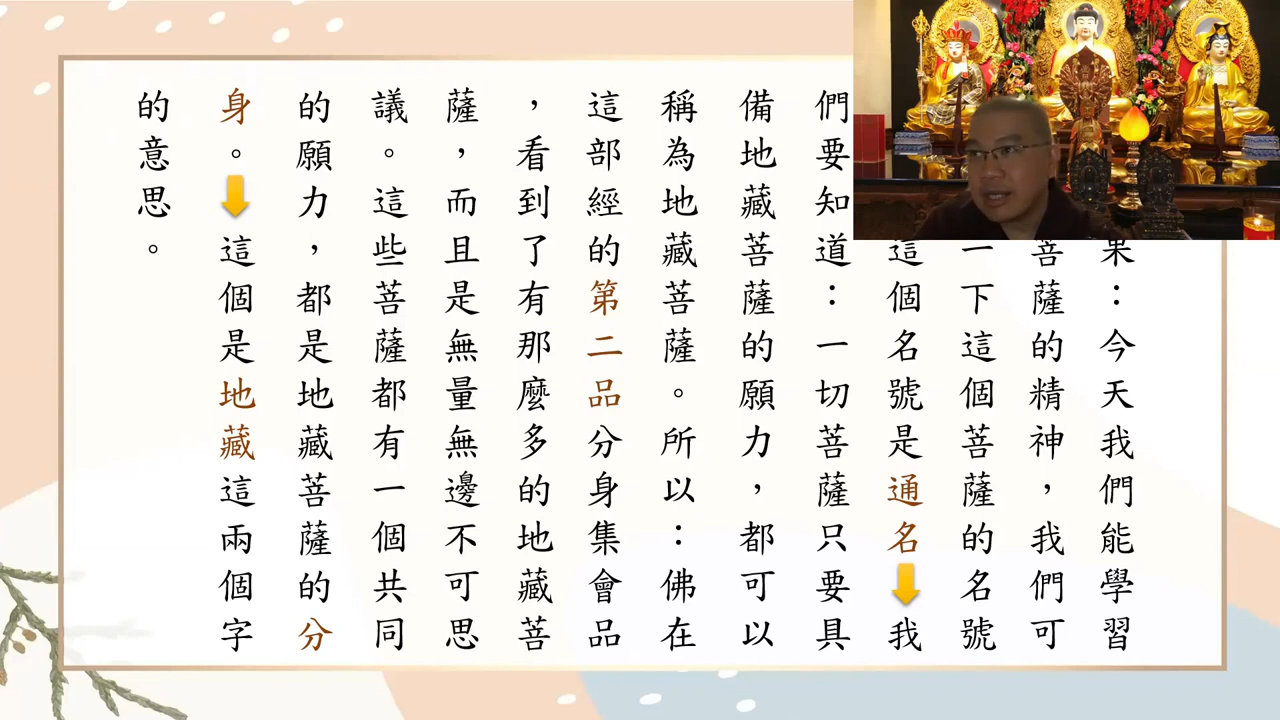 果：今天我們能學習
菩薩的精神，我們可
一下這個菩薩的名號
這個名號是通名➡我
們要知道：一切菩薩只要具
備地藏菩薩的願力，都可以
稱為地藏菩薩。所以：佛在
這部經的第二品分身集會品
，看到了有那麼多的地藏菩
薩，而且是無量無邊不可思
議。這些菩薩都有一個共同
的願力，都是地藏菩薩的分
身。➡這個是地藏這兩個字
的意思。